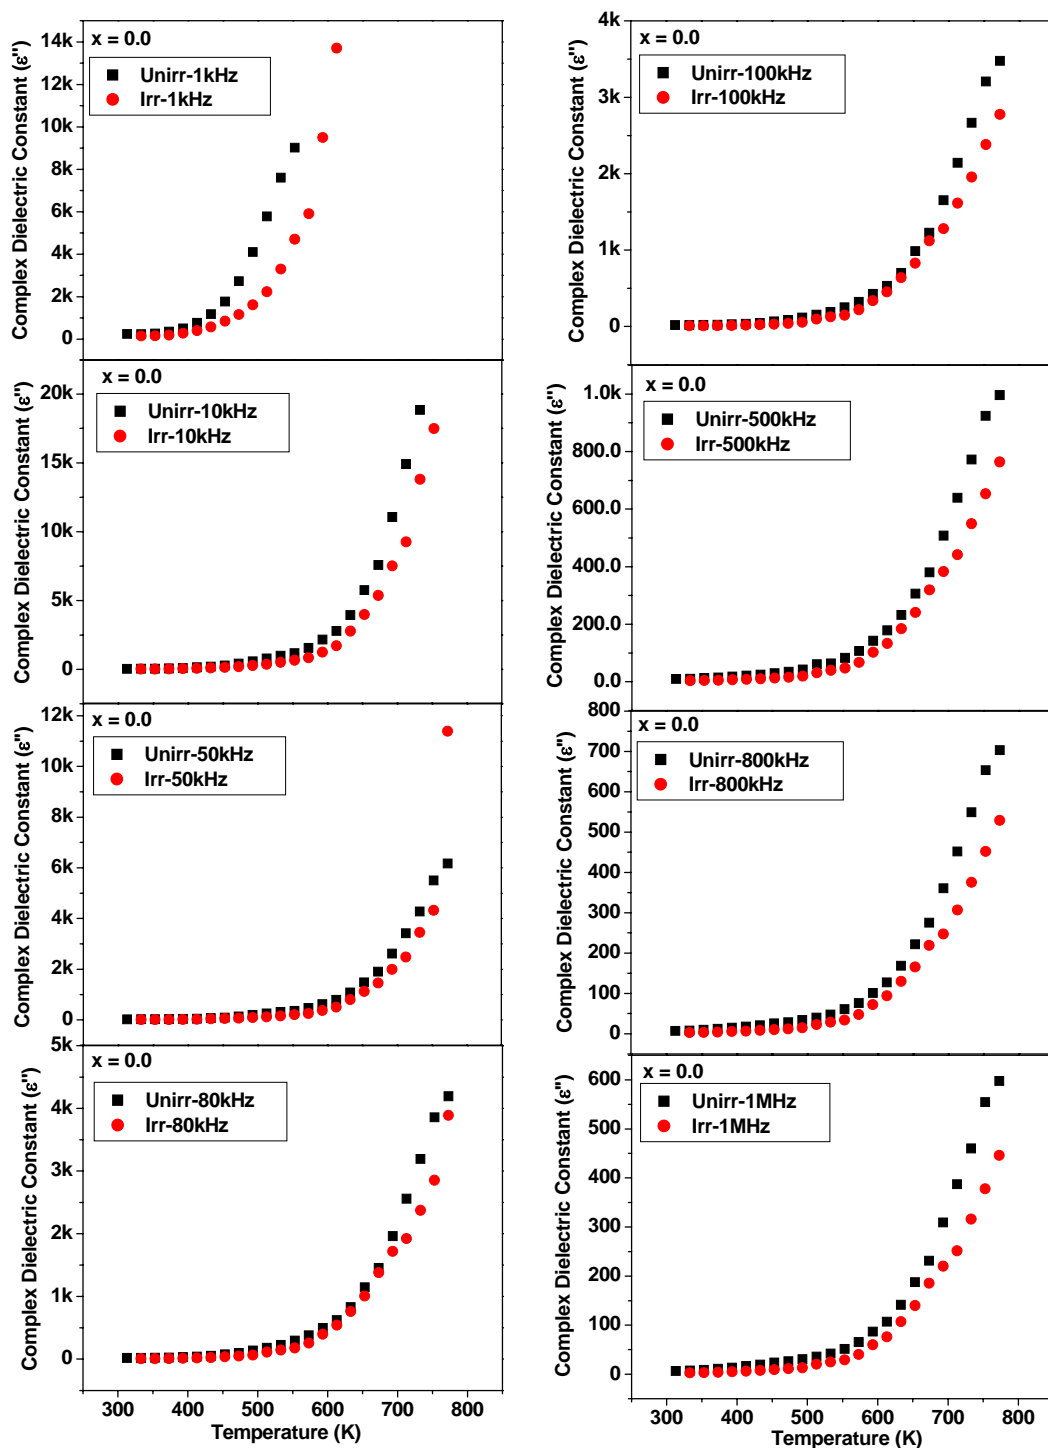 x = 0.0
Unirr-1kHz
Irr-1kHz
14k
12k
10k
8k
6k
4k
2k
0
Complex Dielectric Constant (ε")
x = 0.0
Unirr-10kHz
Irr-10kHz
20k
15k
10k
5k
0
Complex Dielectric Constant (ε")
x = 0.0
Unirr-50kHz
Irr-50kHz
12k
10k
8k
6k
4k
2k
0
Complex Dielectric Constant (ε")
x = 0.0
Unirr-80kHz
Irr-80kHz
5k
4k
3k
2k
1k
0
Complex Dielectric Constant (ε")
300 400 500 600 700 800
Temperature (K)
x = 0.0
Unirr-100kHz
Irr-100kHz
4k
3k
2k
1k
0
Complex Dielectric Constant (ε")
x = 0.0
Unirr-500kHz
Irr-500kHz
1.0k
800.0
600.0
400.0
200.0
0.0
Complex Dielectric Constant (ε")
x = 0.0
Unirr-800kHz
Irr-800kHz
800
700
600
500
400
300
200
100
0
Complex Dielectric Constant (ε")
x = 0.0
Unirr-1MHz
Irr-1MHz
600
500
400
300
200
100
0
Complex Dielectric Constant (ε")
300 400 500 600 700 800
Temperature (K)